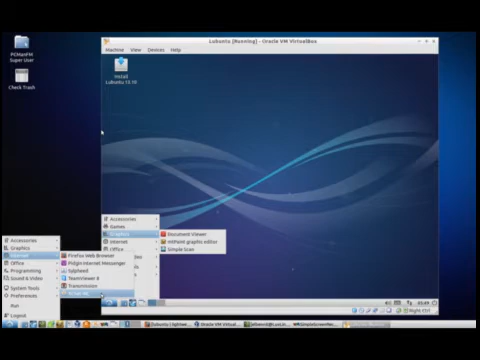 Lubuntu [Running] - Oracle VM VirtualBox
Machine View Devices Help
PCManFM
Super User
Check Trash
Install
Lubuntu 13.10
Accessories
Games
Graphics
Internet
Office
Document Viewer
mtPaint graphic editor
Simple Scan
Accessories
Graphics
Internet
Office
Programming
Sound & Video
System Tools
Preferences
Run
Logout
Firefox Web Browser
Pidgin Internet Messenger
Sylpheed
TeamViewer 8
Transmission
Right Ctrl